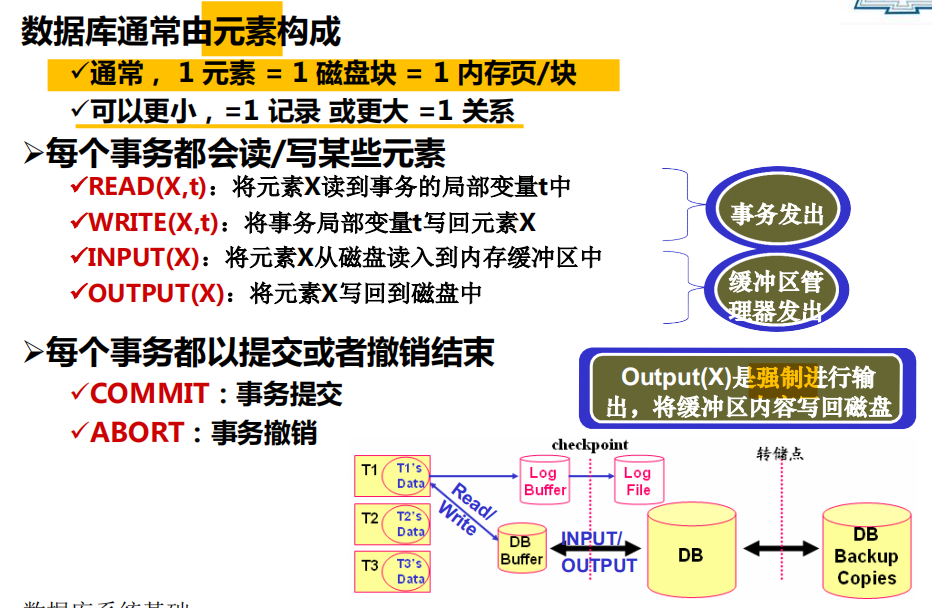 数据库通常由元素构成
✓通常，1 元素 = 1 磁盘块 = 1 内存页/块
✓可以更小，=1 记录 或更大 =1 关系
➢每个事务都会读/写某些元素
✓READ(X,t)：将元素X读到事务的局部变量t中
✓WRITE(X,t)：将事务局部变量t写回元素X
✓INPUT(X)：将元素X从磁盘读入到内存缓冲区中
✓OUTPUT(X)：将元素X写回到磁盘中
事务发出
缓冲区管
理器发出
➢每个事务都以提交或者撤销结束
✓COMMIT：事务提交
✓ABORT：事务撤销
Output(X)是强制进行输
出，将缓冲区内容写回磁盘
checkpoint
转储点
T1
T1's
Data
Log
Buffer
Log
File
Read/
Write
T2
T2's
Data
DB
Buffer
INPUT/
OUTPUT
DB
DB
Backup
Copies
T3
T3's
Data
数据库系统基础